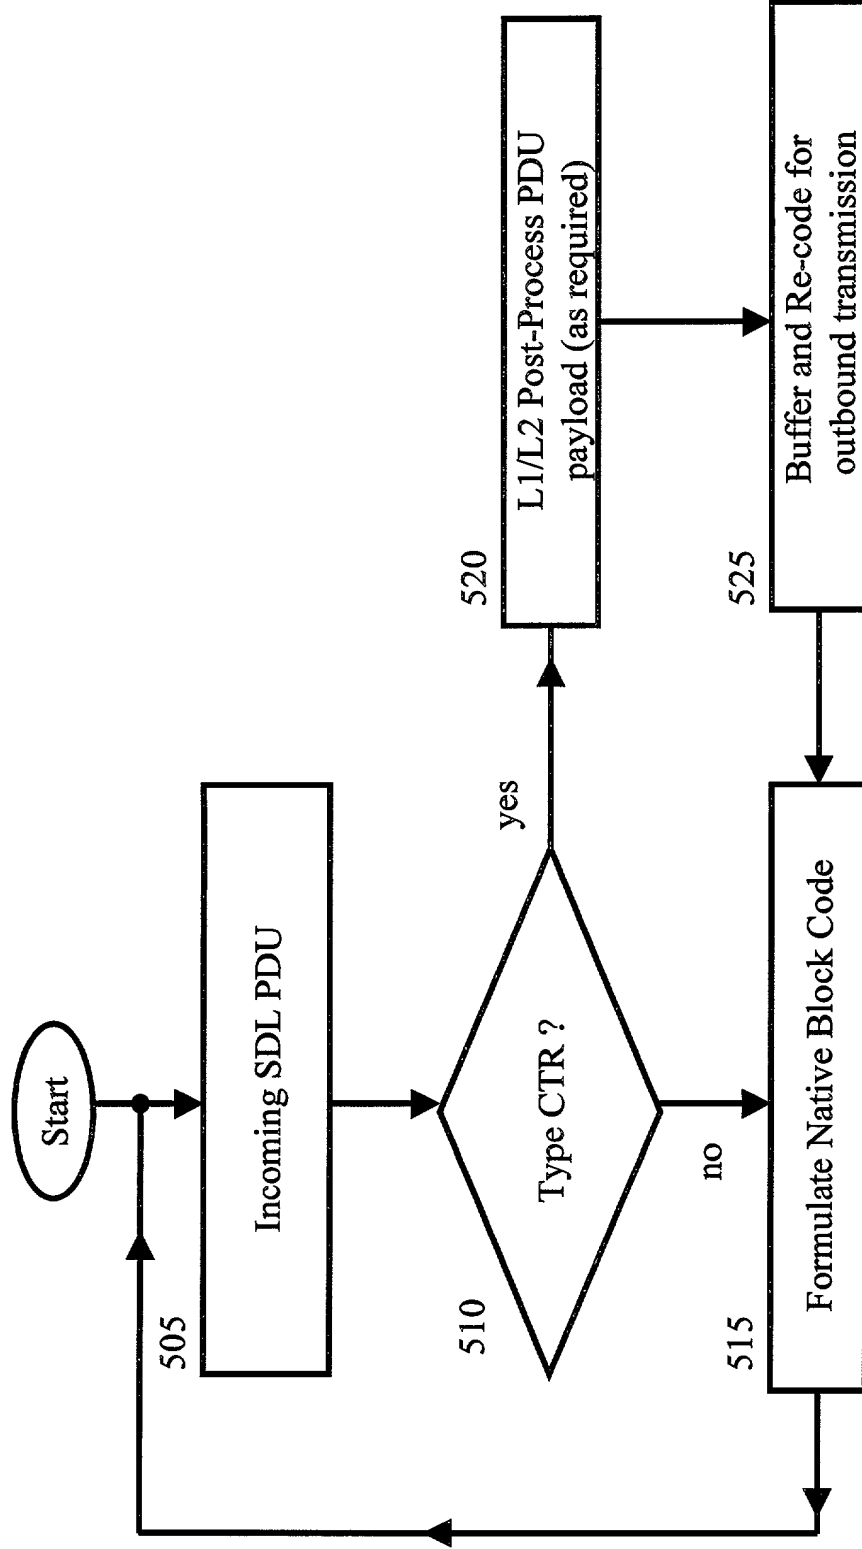 Start
505
Incoming SDL PDU
510
Type CTR ?
yes
no
520
L1/L2 Post-Process PDU
payload (as required)
515
Formulate Native Block Code
525
Buffer and Re-code for
outbound transmission